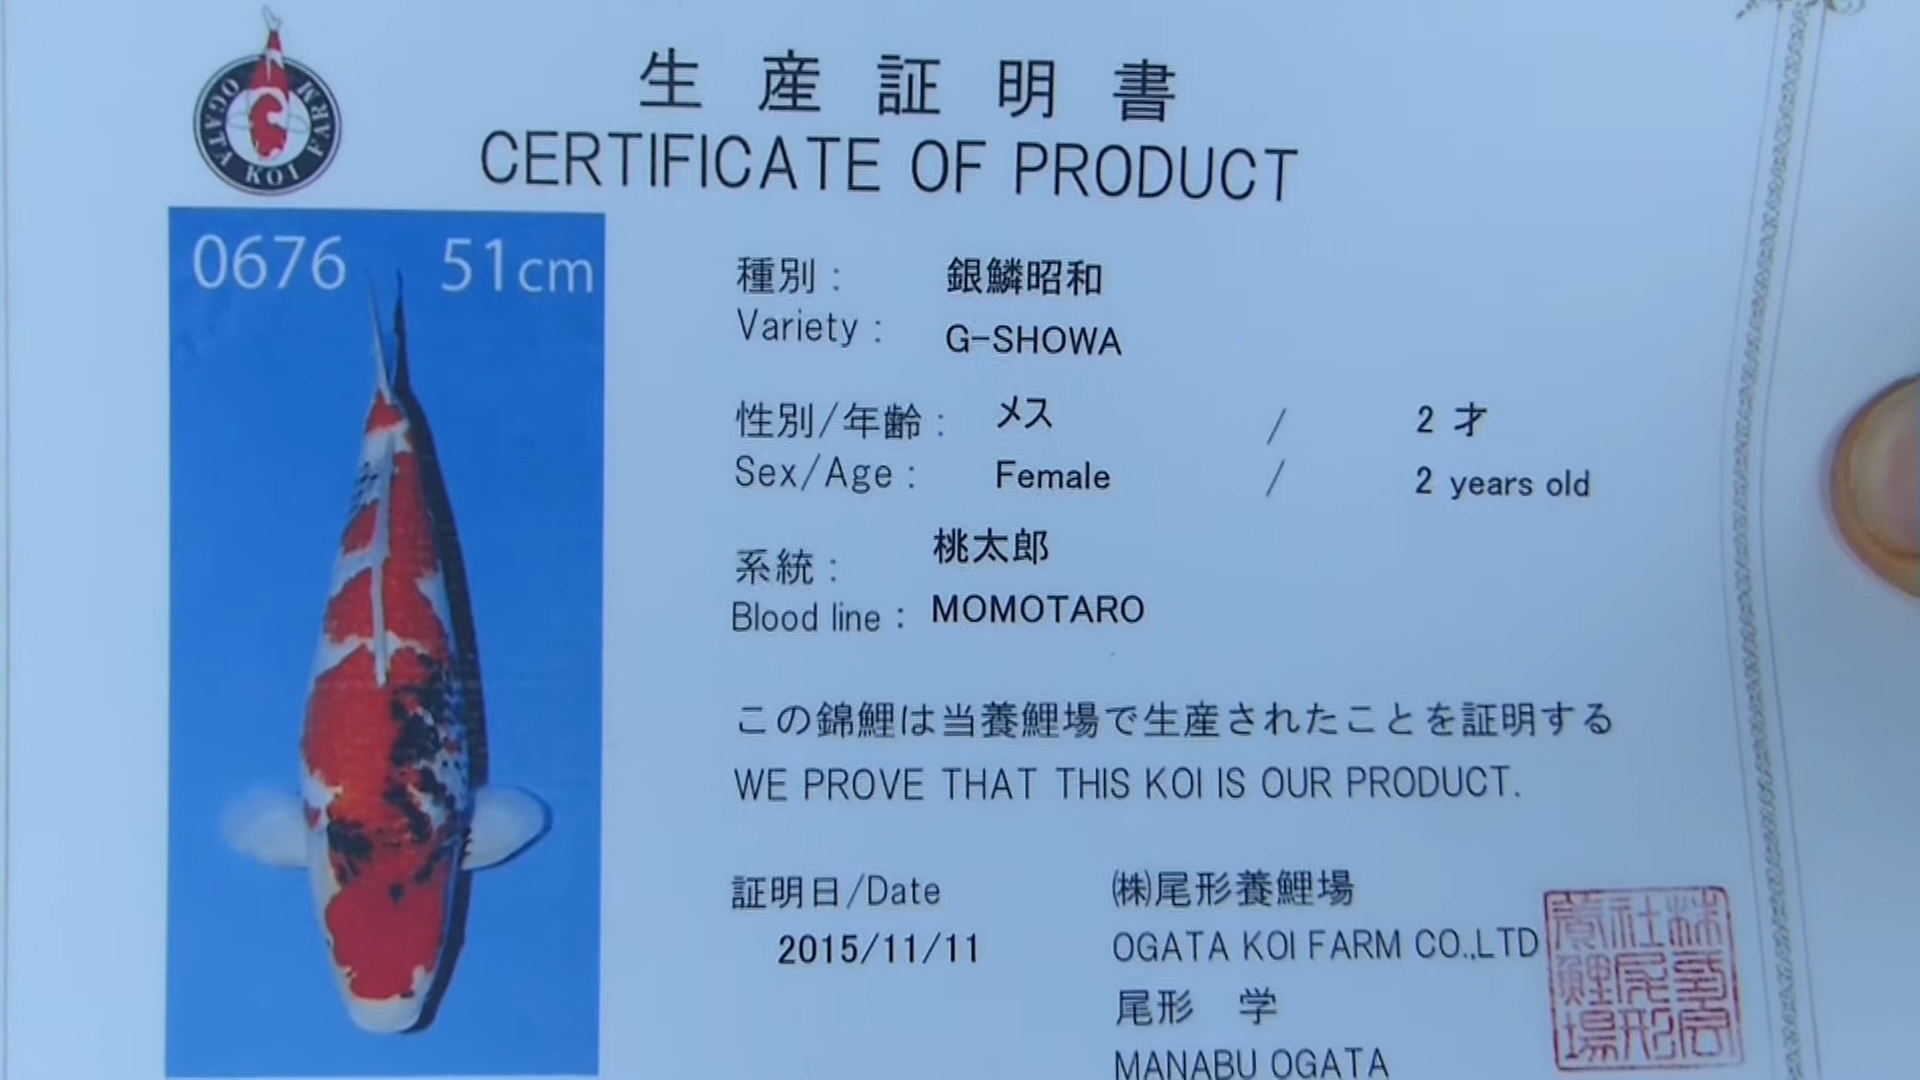 OGATA KOI FARM
生産証明書
CERTIFICATE OF PRODUCT
0676 51cm
種別: 銀鱗昭和
Variety: G-SHOWA
性別/年齢: メス / 2 才
Sex/Age: Female / 2 years old
系統: 桃太郎
Blood line: MOMOTARO
この錦鯉は当養鯉場で生産されたことを証明する
WE PROVE THAT THIS KOI IS OUR PRODUCT.
証明日/Date
2015/11/11
㈱尾形養鯉場
OGATA KOI FARM CO.,LTD
尾形 学
MANABU OGATA